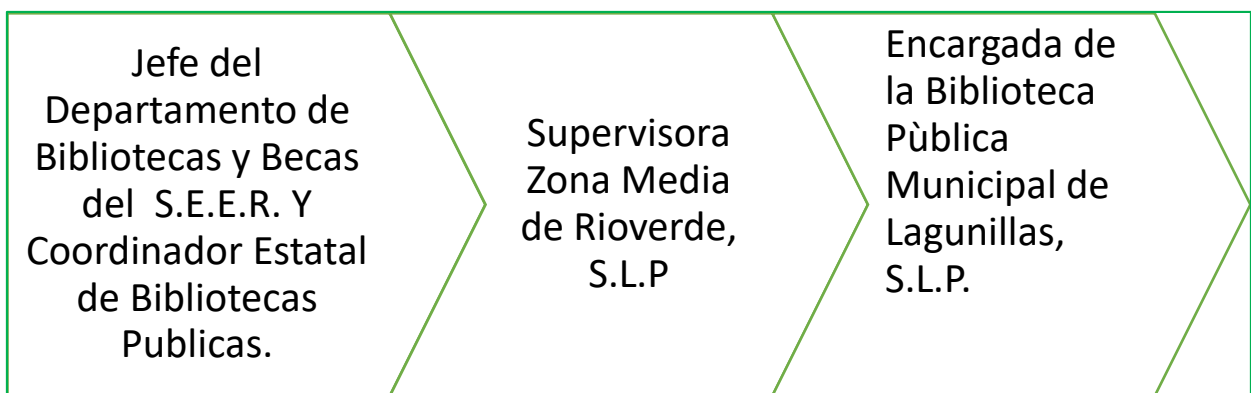 Jefe del
Departamento de
Bibliotecas y Becas
del S.E.E.R. Y
Coordinador Estatal
de Bibliotecas
Publicas.
Supervisora
Zona Media
de Rioverde,
S.L.P
Encargada de
la Biblioteca
Pùblica
Municipal de
Lagunillas,
S.L.P.